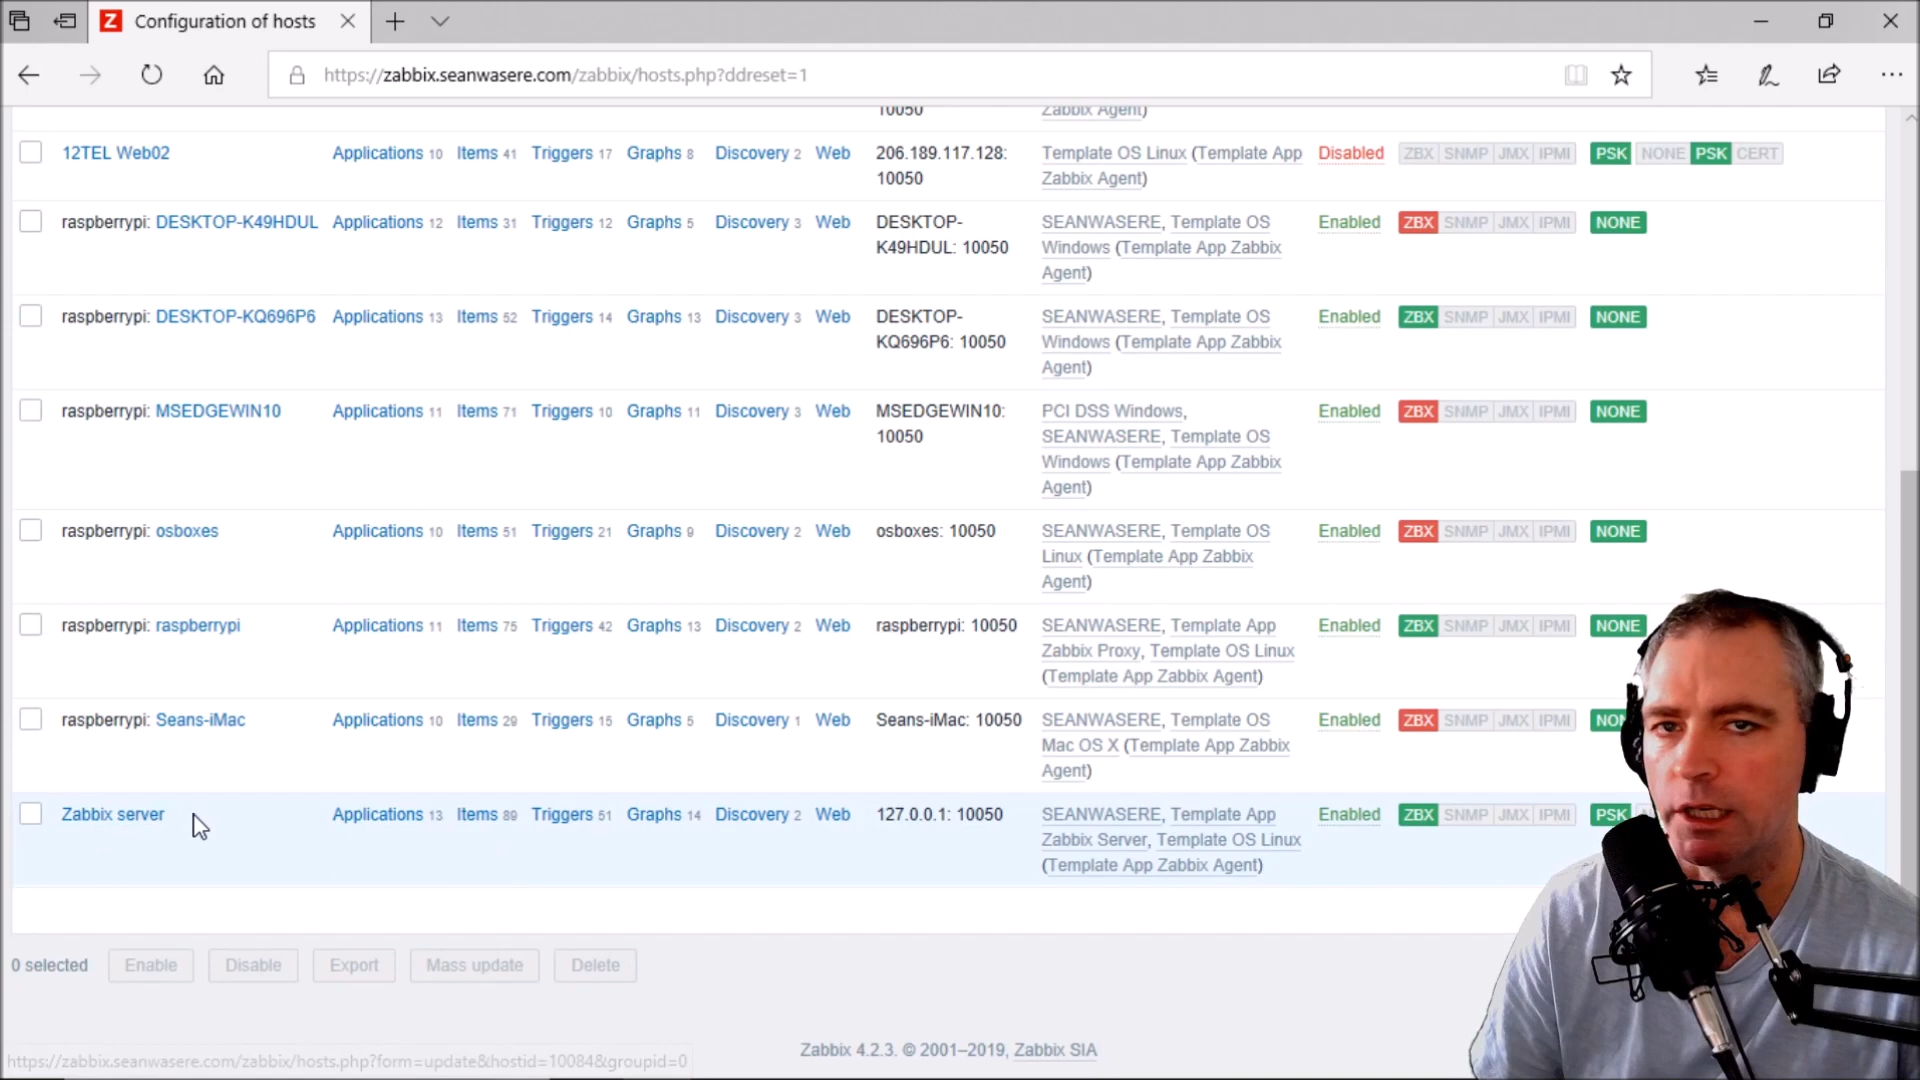 Configuration of hosts
https://zabbix.seanwasere.com/zabbix/hosts.php?ddreset=1
10050 Zabbix Agent)
12TEL Web02 Applications 10 Items 41 Triggers 17 Graphs 8 Discovery 2 Web 206.189.117.128: Template OS Linux (Template App Disabled ZBX SNMP JMX IPMI PSK NONE PSK CERT
10050 Zabbix Agent)
raspberrypi: DESKTOP-K49HDUL Applications 12 Items 31 Triggers 12 Graphs 5 Discovery 3 Web DESKTOP- SEANWASERE, Template OS Enabled ZBX SNMP JMX IPMI NONE
K49HDUL: 10050 Windows (Template App Zabbix
Agent)
raspberrypi: DESKTOP-KQ696P6 Applications 13 Items 52 Triggers 14 Graphs 13 Discovery 3 Web DESKTOP- SEANWASERE, Template OS Enabled ZBX SNMP JMX IPMI NONE
KQ696P6: 10050 Windows (Template App Zabbix
Agent)
raspberrypi: MSEDGEWIN10 Applications 11 Items 71 Triggers 10 Graphs 11 Discovery 3 Web MSEDGEWIN10: PCI DSS Windows, Enabled ZBX SNMP JMX IPMI NONE
10050 SEANWASERE, Template OS
Windows (Template App Zabbix
Agent)
raspberrypi: osboxes Applications 10 Items 51 Triggers 21 Graphs 9 Discovery 2 Web osboxes: 10050 SEANWASERE, Template OS Enabled ZBX SNMP JMX IPMI NONE
Linux (Template App Zabbix
Agent)
raspberrypi: raspberrypi Applications 11 Items 75 Triggers 42 Graphs 13 Discovery 2 Web raspberrypi: 10050 SEANWASERE, Template App Enabled ZBX SNMP JMX IPMI NONE
Zabbix Proxy, Template OS Linux
(Template App Zabbix Agent)
raspberrypi: Seans-iMac Applications 10 Items 29 Triggers 15 Graphs 5 Discovery 1 Web Seans-iMac: 10050 SEANWASERE, Template OS Enabled ZBX SNMP JMX IPMI
Mac OS X (Template App Zabbix
Agent)
Zabbix server Applications 13 Items 89 Triggers 51 Graphs 14 Discovery 2 Web 127.0.0.1: 10050 SEANWASERE, Template App Enabled ZBX SNMP JMX IPMI PSK
Zabbix Server, Template OS Linux
(Template App Zabbix Agent)
0 selected Enable Disable Export Mass update Delete
Zabbix 4.2.3. © 2001–2019, Zabbix SIA
https://zabbix.seanwasere.com/zabbix/hosts.php?form=update&hostid=10084&groupid=0